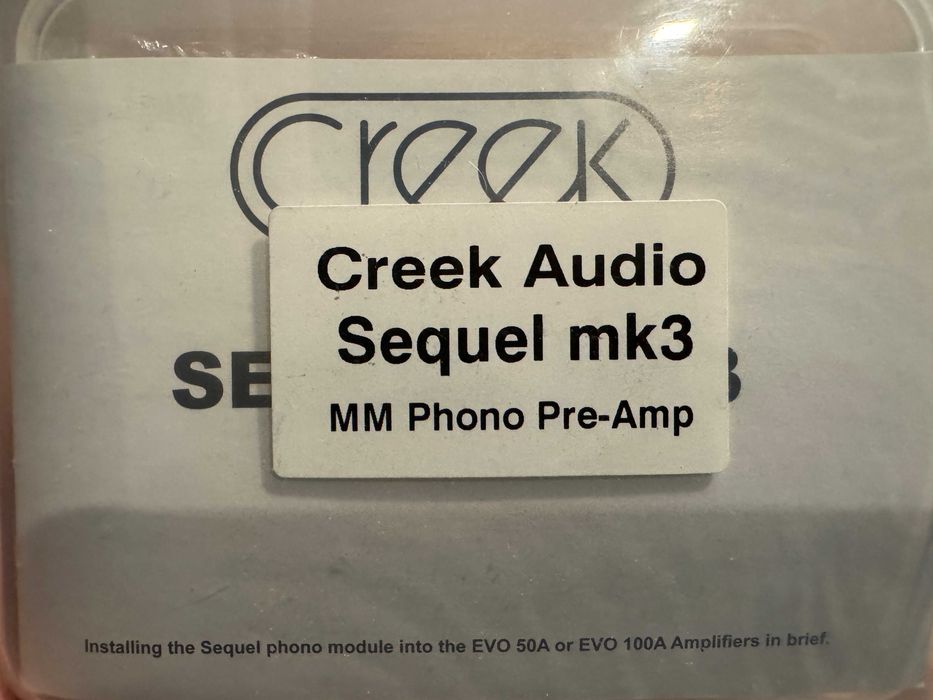 Creek
Creek Audio
Sequel mk3
MM Phono Pre-Amp
Installing the Sequel phono module into the EVO 50A or EVO 100A Amplifiers in brief.